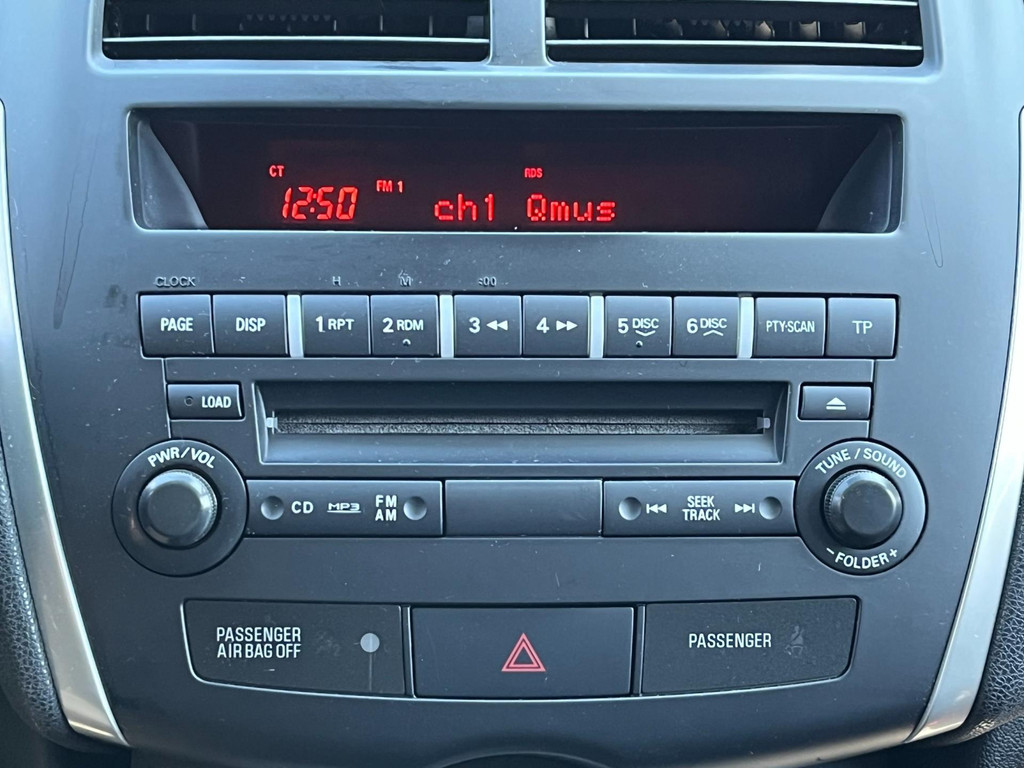 CT RDS
12:50 FM 1 ch1 Qmus
CLOCK H M :00
PAGE DISP 1 RPT 2 RDM 3 4 5 DISC 6 DISC PTY·SCAN TP
LOAD
PWR/VOL TUNE / SOUND
CD MP3 FM AM SEEK TRACK
- FOLDER +
PASSENGER
AIR BAG OFF
PASSENGER